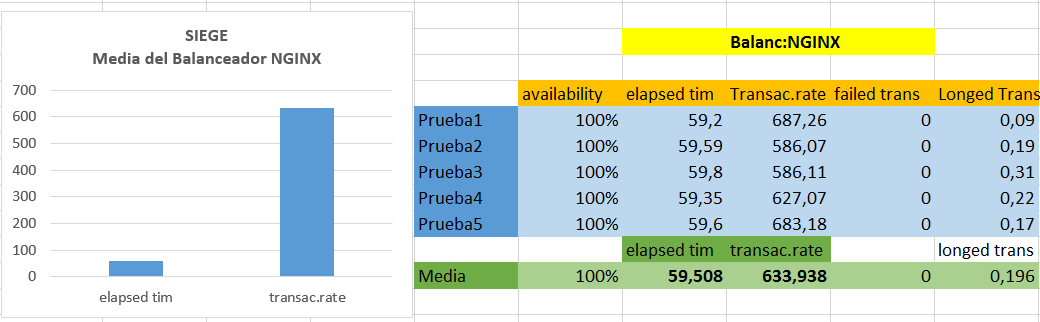 SIEGE
Media del Balanceador NGINX
700
600
500
400
300
200
100
0
elapsed tim transac.rate
Balanc:NGINX
availability elapsed tim Transac.rate failed trans Longed Trans
Prueba1 100% 59,2 687,26 0 0,09
Prueba2 100% 59,59 586,07 0 0,19
Prueba3 100% 59,8 586,11 0 0,31
Prueba4 100% 59,35 627,07 0 0,22
Prueba5 100% 59,6 683,18 0 0,17
elapsed tim transac.rate longed trans
Media 100% 59,508 633,938 0 0,196